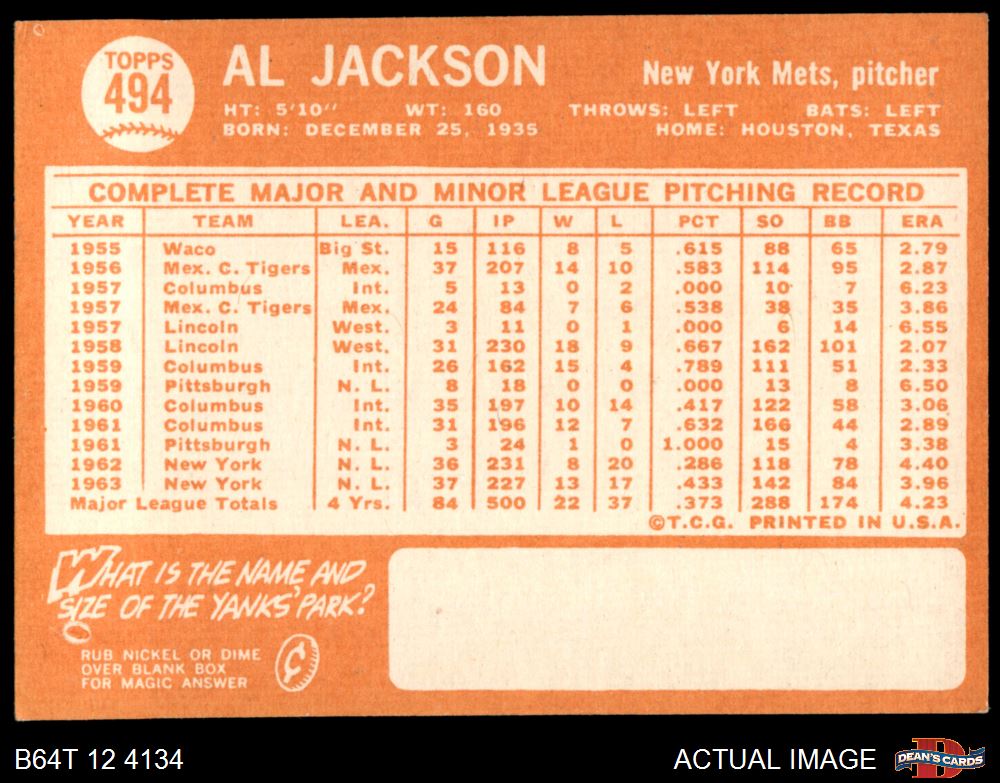 TOPPS
494
AL JACKSON
New York Mets, pitcher
HT: 5'10" WT: 160 THROWS: LEFT BATS: LEFT
BORN: DECEMBER 25, 1935 HOME: HOUSTON, TEXAS
COMPLETE MAJOR AND MINOR LEAGUE PITCHING RECORD
YEAR TEAM LEA. G IP W L PCT SO BB ERA
1955 Waco Big St. 15 116 8 5 .615 88 65 2.79
1956 Mex. C. Tigers Mex. 37 207 14 10 .583 114 95 2.87
1957 Columbus Int. 5 13 0 2 .000 10 7 6.23
1957 Mex. C. Tigers Mex. 24 84 7 6 .538 38 35 3.86
1957 Lincoln West. 3 11 0 1 .000 6 14 6.55
1958 Lincoln West. 31 230 18 9 .667 162 101 2.07
1959 Columbus Int. 26 162 15 4 .789 111 51 2.33
1959 Pittsburgh N. L. 8 18 0 0 .000 13 8 6.50
1960 Columbus Int. 35 197 10 14 .417 122 58 3.06
1961 Columbus Int. 31 196 12 7 .632 166 44 2.89
1961 Pittsburgh N. L. 3 24 1 0 1.000 15 4 3.38
1962 New York N. L. 36 231 8 20 .286 118 78 4.40
1963 New York N. L. 37 227 13 17 .433 142 84 3.96
Major League Totals 4 Yrs. 84 500 22 37 .373 288 174 4.23
©T.C.G. PRINTED IN U.S.A.
WHAT IS THE NAME AND
SIZE OF THE YANKS' PARK?
RUB NICKEL OR DIME
OVER BLANK BOX
FOR MAGIC ANSWER
¢
B64T 12 4134 ACTUAL IMAGE
D
DEAN'S CARDS